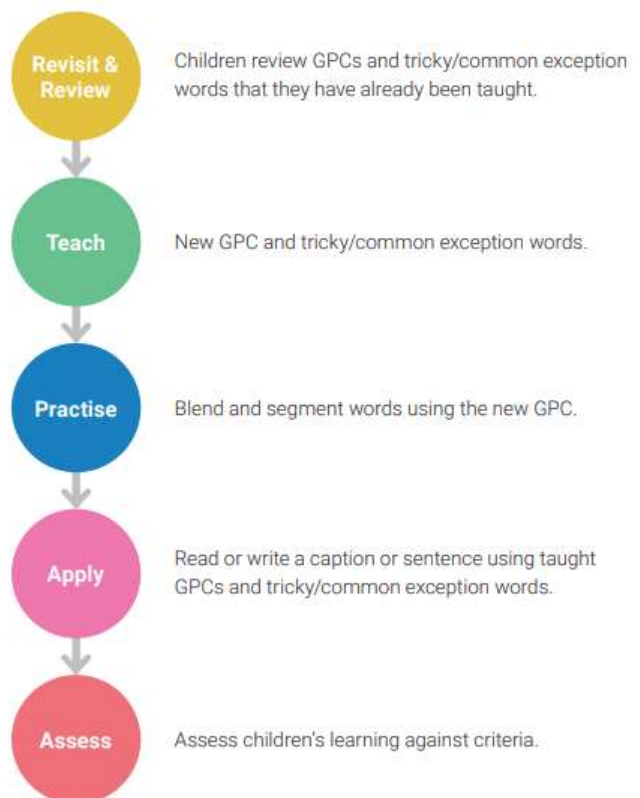 Revisit &
Review
Children review GPCs and tricky/common exception
words that they have already been taught.
Teach
New GPC and tricky/common exception words.
Practise
Blend and segment words using the new GPC.
Apply
Read or write a caption or sentence using taught
GPCs and tricky/common exception words.
Assess
Assess children's learning against criteria.